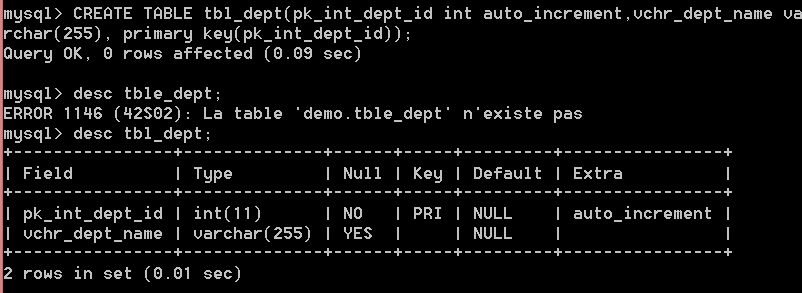 mysql> CREATE TABLE tbl_dept(pk_int_dept_id int auto_increment,vchr_dept_name va
rchar(255), primary key(pk_int_dept_id));
Query OK, 0 rows affected (0.09 sec)
mysql> desc tble_dept;
ERROR 1146 (42S02): La table 'demo.tble_dept' n'existe pas
mysql> desc tbl_dept;
+----------------+--------------+------+-----+---------+----------------+
| Field          | Type         | Null | Key | Default | Extra          |
+----------------+--------------+------+-----+---------+----------------+
| pk_int_dept_id | int(11)      | NO   | PRI | NULL    | auto_increment |
| vchr_dept_name | varchar(255) | YES  |     | NULL    |                |
+----------------+--------------+------+-----+---------+----------------+
2 rows in set (0.01 sec)